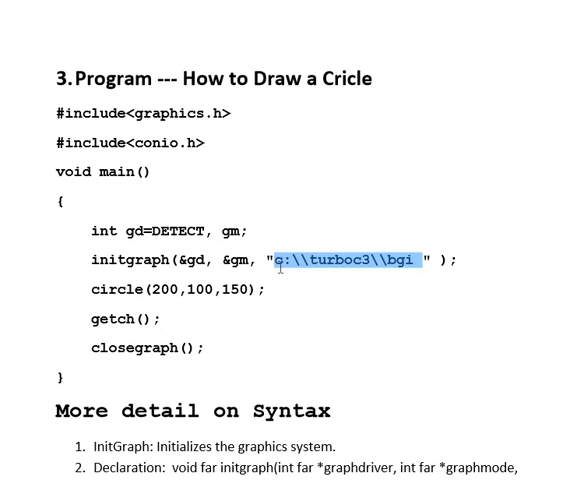 3. Program --- How to Draw a Cricle
#include<graphics.h>
#include<conio.h>
void main()
{
int gd=DETECT, gm;
initgraph(&gd, &gm, "c:\\turboc3\\bgi " );
circle(200,100,150);
getch();
closegraph();
}
More detail on Syntax
1. InitGraph: Initializes the graphics system.
2. Declaration: void far initgraph(int far *graphdriver, int far *graphmode,